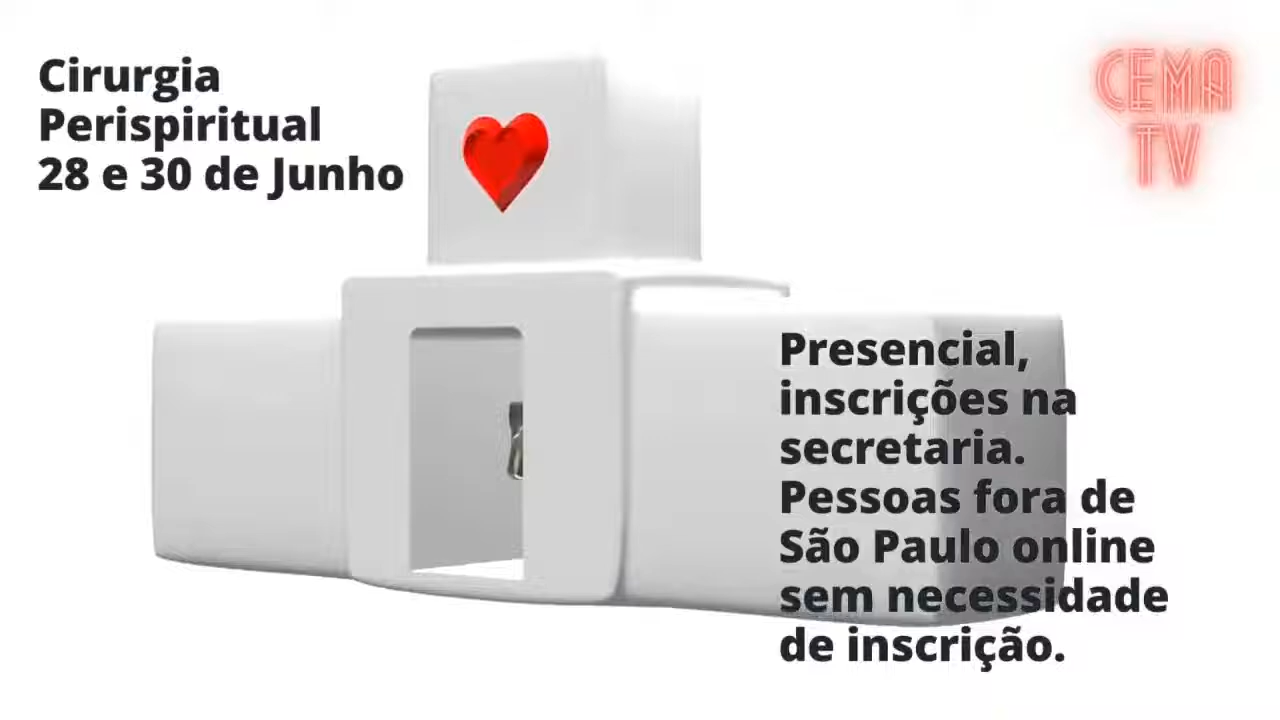 Cirurgia
Perispiritual
28 e 30 de Junho
CEMA
TV
Presencial,
inscrições na
secretaria.
Pessoas fora de
São Paulo online
sem necessidade
de inscrição.